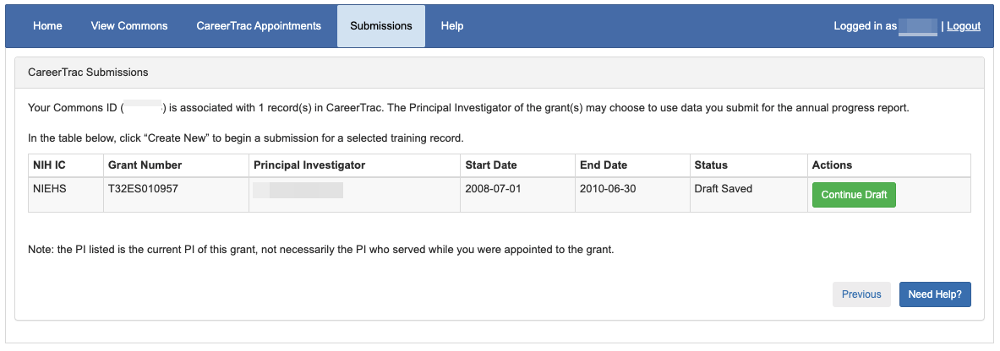 Home View Commons CareerTrac Appointments Submissions Help Logged in as | Logout
CareerTrac Submissions
Your Commons ID ( ) is associated with 1 record(s) in CareerTrac. The Principal Investigator of the grant(s) may choose to use data you submit for the annual progress report.
In the table below, click “Create New” to begin a submission for a selected training record.
NIH IC Grant Number Principal Investigator Start Date End Date Status Actions
NIEHS T32ES010957 2008-07-01 2010-06-30 Draft Saved Continue Draft
Note: the PI listed is the current PI of this grant, not necessarily the PI who served while you were appointed to the grant.
Previous Need Help?